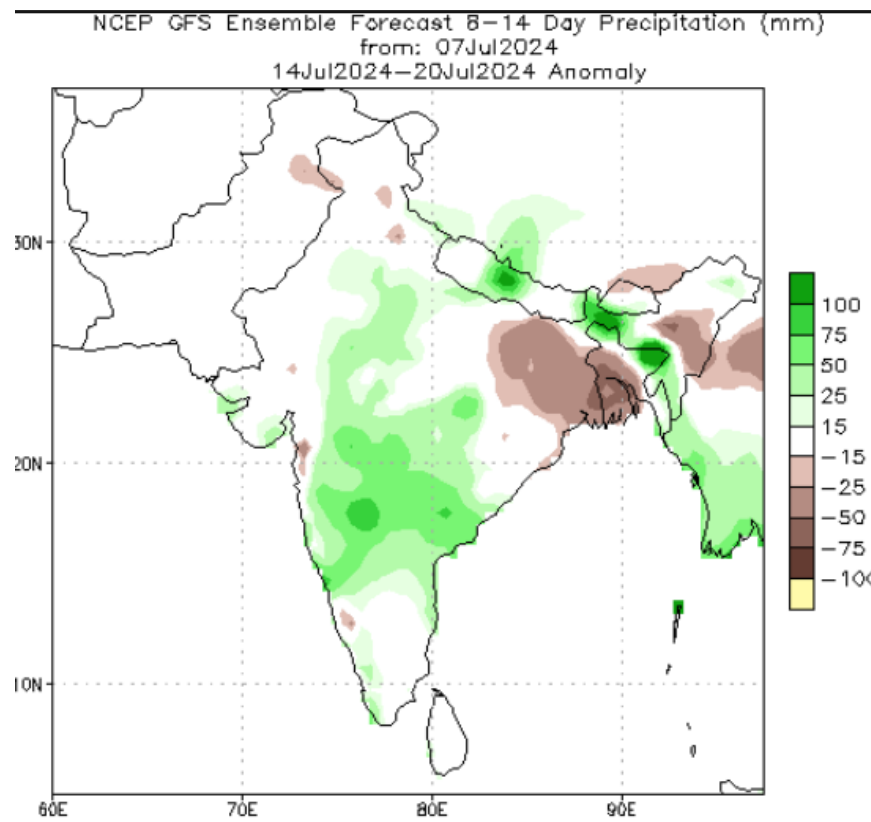 NCEP GFS Ensemble Forecast 8–14 Day Precipitation (mm)
from: 07Jul2024
14Jul2024–20Jul2024 Anomaly
30N
20N
10N
60E
70E
80E
90E
100
75
50
25
15
−15
−25
−50
−75
−100